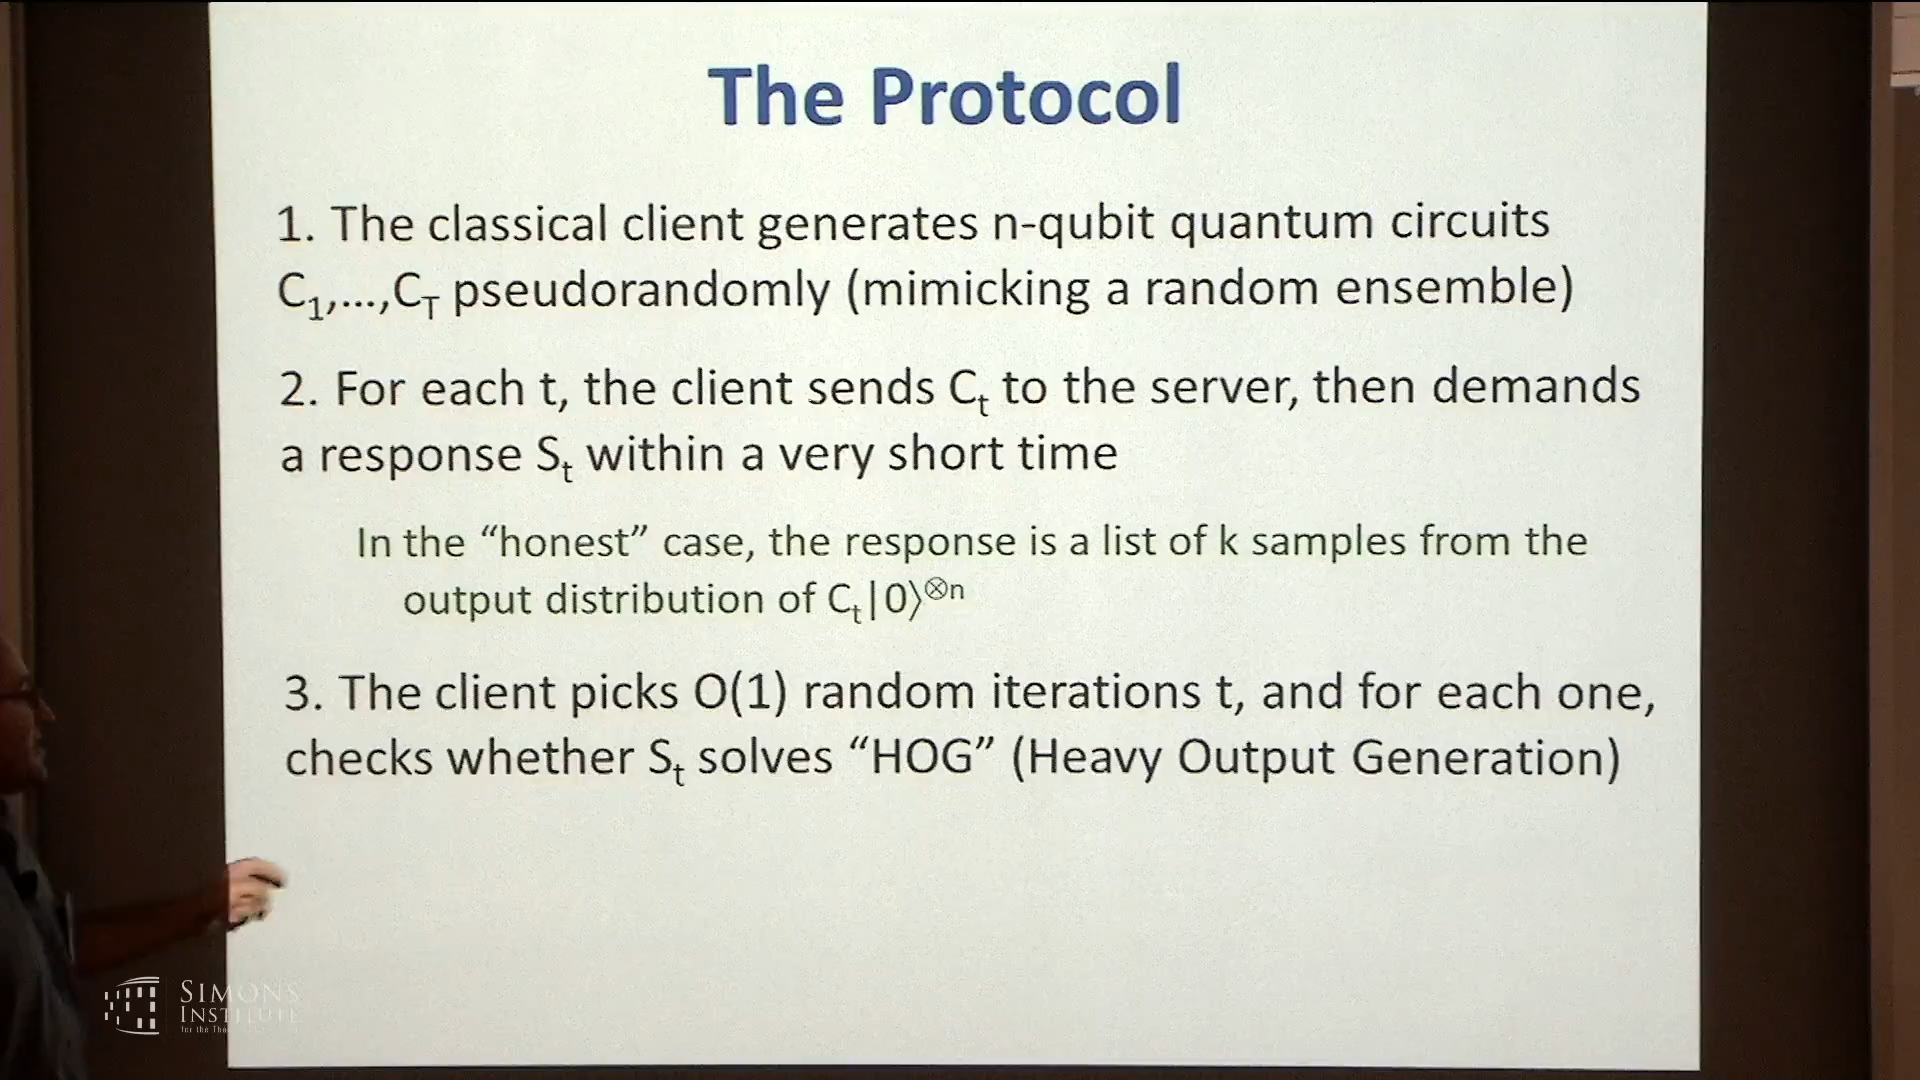 The Protocol
1. The classical client generates n-qubit quantum circuits
C₁,...,C_T pseudorandomly (mimicking a random ensemble)
2. For each t, the client sends Cₜ to the server, then demands
a response Sₜ within a very short time
In the “honest” case, the response is a list of k samples from the
output distribution of Cₜ|0⟩^⊗n
3. The client picks O(1) random iterations t, and for each one,
checks whether Sₜ solves “HOG” (Heavy Output Generation)
SIMONS
INSTITUTE
for the